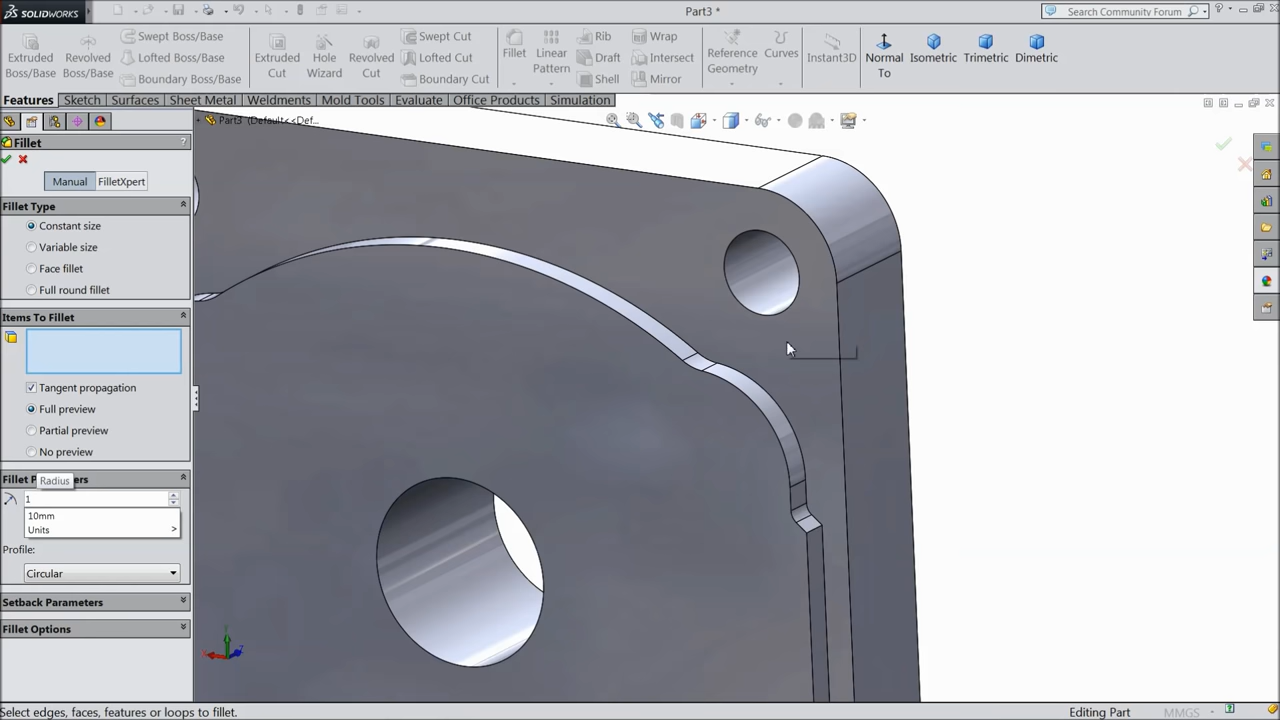 SOLIDWORKS
Part3 *
Search Community Forum
Extruded Boss/Base
Revolved Boss/Base
Swept Boss/Base
Lofted Boss/Base
Boundary Boss/Base
Extruded Cut
Hole Wizard
Revolved Cut
Swept Cut
Lofted Cut
Boundary Cut
Fillet
Linear Pattern
Rib
Draft
Shell
Wrap
Intersect
Mirror
Reference Geometry
Curves
Instant3D
Normal To
Isometric
Trimetric
Dimetric
Features
Sketch
Surfaces
Sheet Metal
Weldments
Mold Tools
Evaluate
Office Products
Simulation
Part3 (Default<<Def...
Fillet
?
Manual
FilletXpert
Fillet Type
Constant size
Variable size
Face fillet
Full round fillet
Items To Fillet
Tangent propagation
Full preview
Partial preview
No preview
Radius
1
10mm
Units >
Profile:
Circular
Setback Parameters
Fillet Options
Select edges, faces, features or loops to fillet.
Editing Part
MMGS